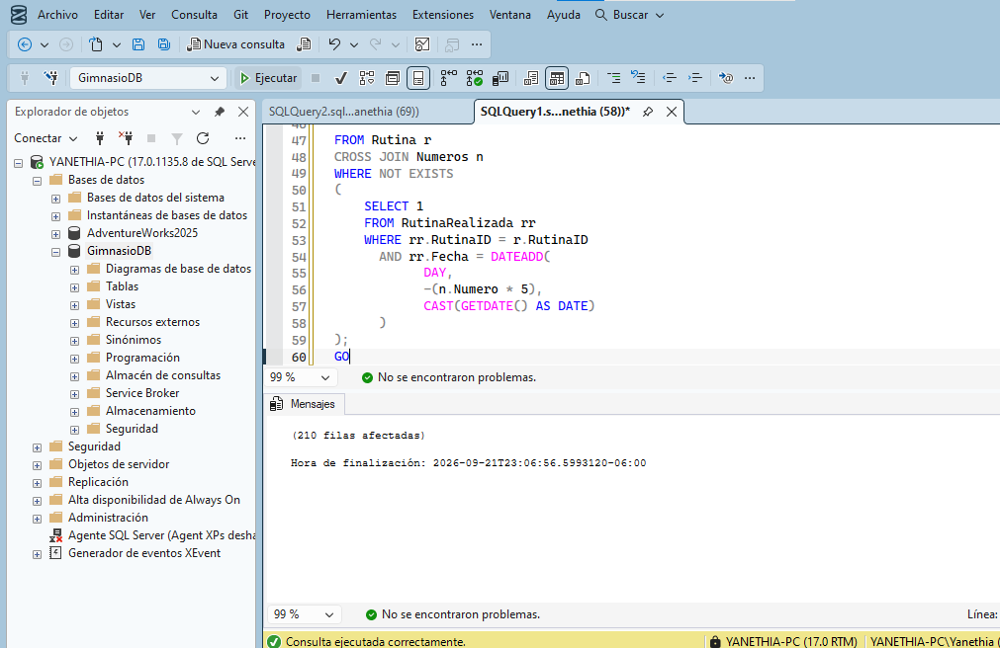 Archivo Editar Ver Consulta Git Proyecto Herramientas Extensiones Ventana Ayuda Buscar
Nueva consulta
GimnasioDB Ejecutar
Explorador de objetos
Conectar
YANETHIA-PC (17.0.1135.8 de SQL Serve
Bases de datos
Bases de datos del sistema
Instantáneas de bases de datos
AdventureWorks2025
GimnasioDB
Diagramas de base de datos
Tablas
Vistas
Recursos externos
Sinónimos
Programación
Almacén de consultas
Service Broker
Almacenamiento
Seguridad
Seguridad
Objetos de servidor
Replicación
Alta disponibilidad de Always On
Administración
Agente SQL Server (Agent XPs desha
Generador de eventos XEvent
SQLQuery2.sql...anethia (69)) SQLQuery1.s...nethia (58))*
47 FROM Rutina r
48 CROSS JOIN Numeros n
49 WHERE NOT EXISTS
50 (
51 SELECT 1
52 FROM RutinaRealizada rr
53 WHERE rr.RutinaID = r.RutinaID
54 AND rr.Fecha = DATEADD(
55 DAY,
56 -(n.Numero * 5),
57 CAST(GETDATE() AS DATE)
58 )
59 );
60 GO
99 % No se encontraron problemas.
Mensajes
(210 filas afectadas)
Hora de finalización: 2026-09-21T23:06:56.5993120-06:00
99 % No se encontraron problemas. Línea:
Consulta ejecutada correctamente. YANETHIA-PC (17.0 RTM) YANETHIA-PC\Yanethia (